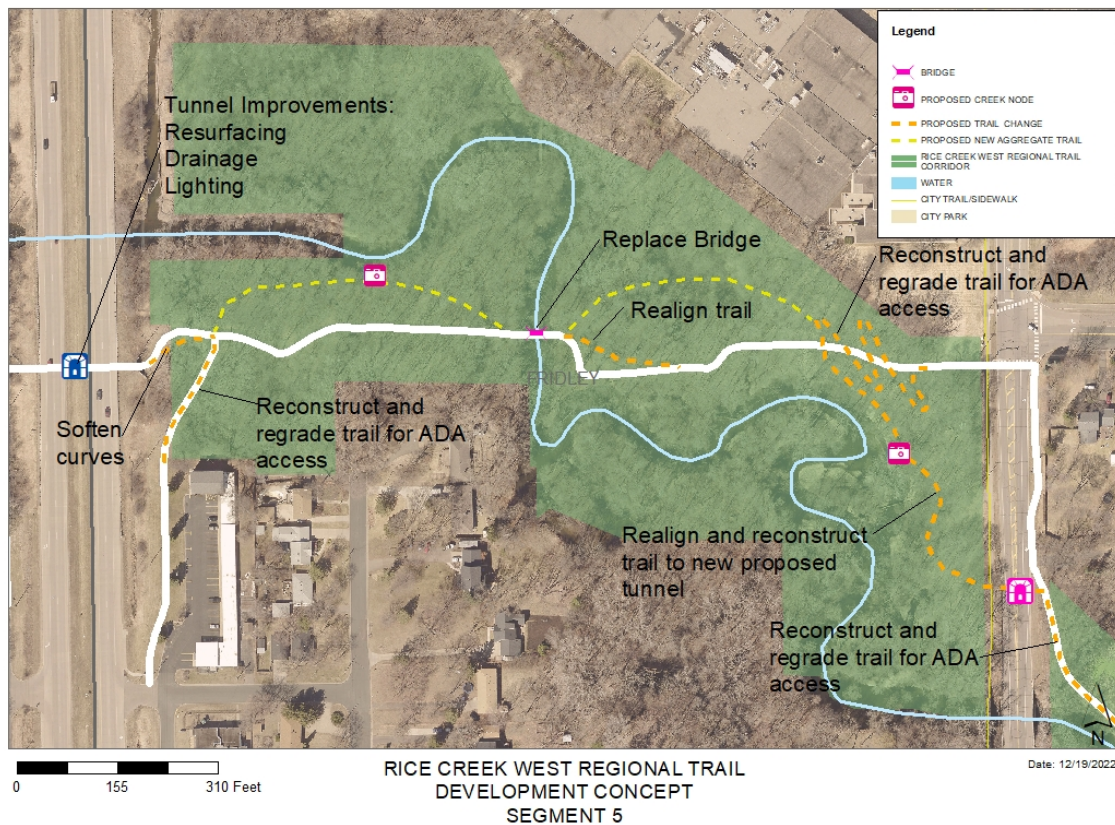 Tunnel Improvements:
Resurfacing
Drainage
Lighting
Legend
BRIDGE
PROPOSED CREEK NODE
PROPOSED TRAIL CHANGE
PROPOSED NEW AGGREGATE TRAIL
RICE CREEK WEST REGIONAL TRAIL
CORRIDOR
WATER
CITY TRAIL/SIDEWALK
CITY PARK
Replace Bridge
Reconstruct and
regrade trail for ADA
access
Realign trail
FRIDLEY
Soften
curves
Reconstruct and
regrade trail for ADA
access
Realign and reconstruct
trail to new proposed
tunnel
Reconstruct and
regrade trail for ADA
access
N
0 155 310 Feet
RICE CREEK WEST REGIONAL TRAIL
DEVELOPMENT CONCEPT
SEGMENT 5
Date: 12/19/2022